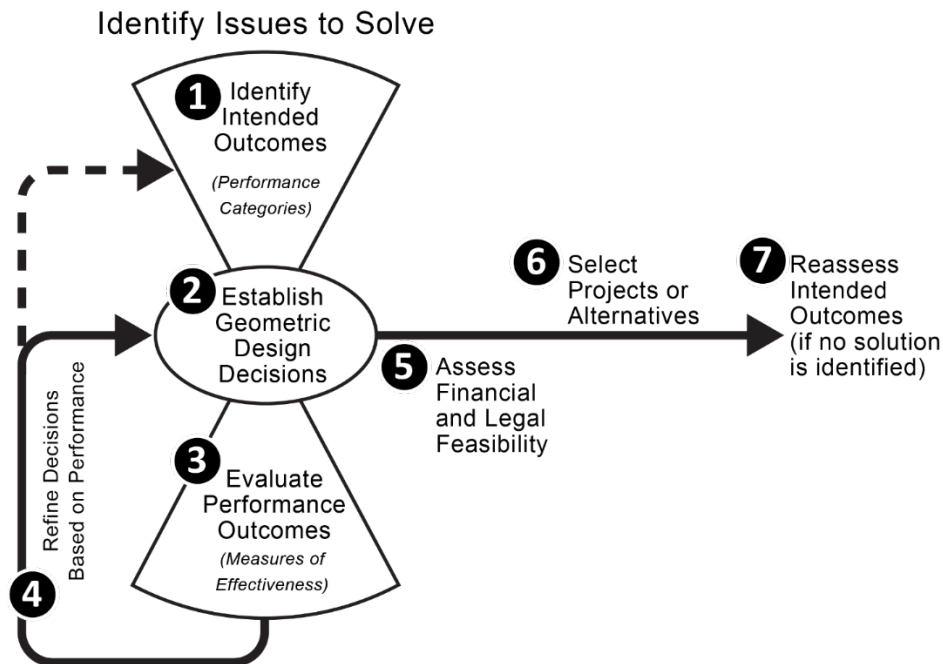 Identify Issues to Solve
1 Identify
Intended
Outcomes
(Performance
Categories)
2 Establish
Geometric
Design
Decisions
3 Evaluate
Performance
Outcomes
(Measures of
Effectiveness)
4
Refine Decisions
Based on Performance
5 Assess
Financial
and Legal
Feasibility
6 Select
Projects or
Alternatives
7 Reassess
Intended
Outcomes
(if no solution
is identified)